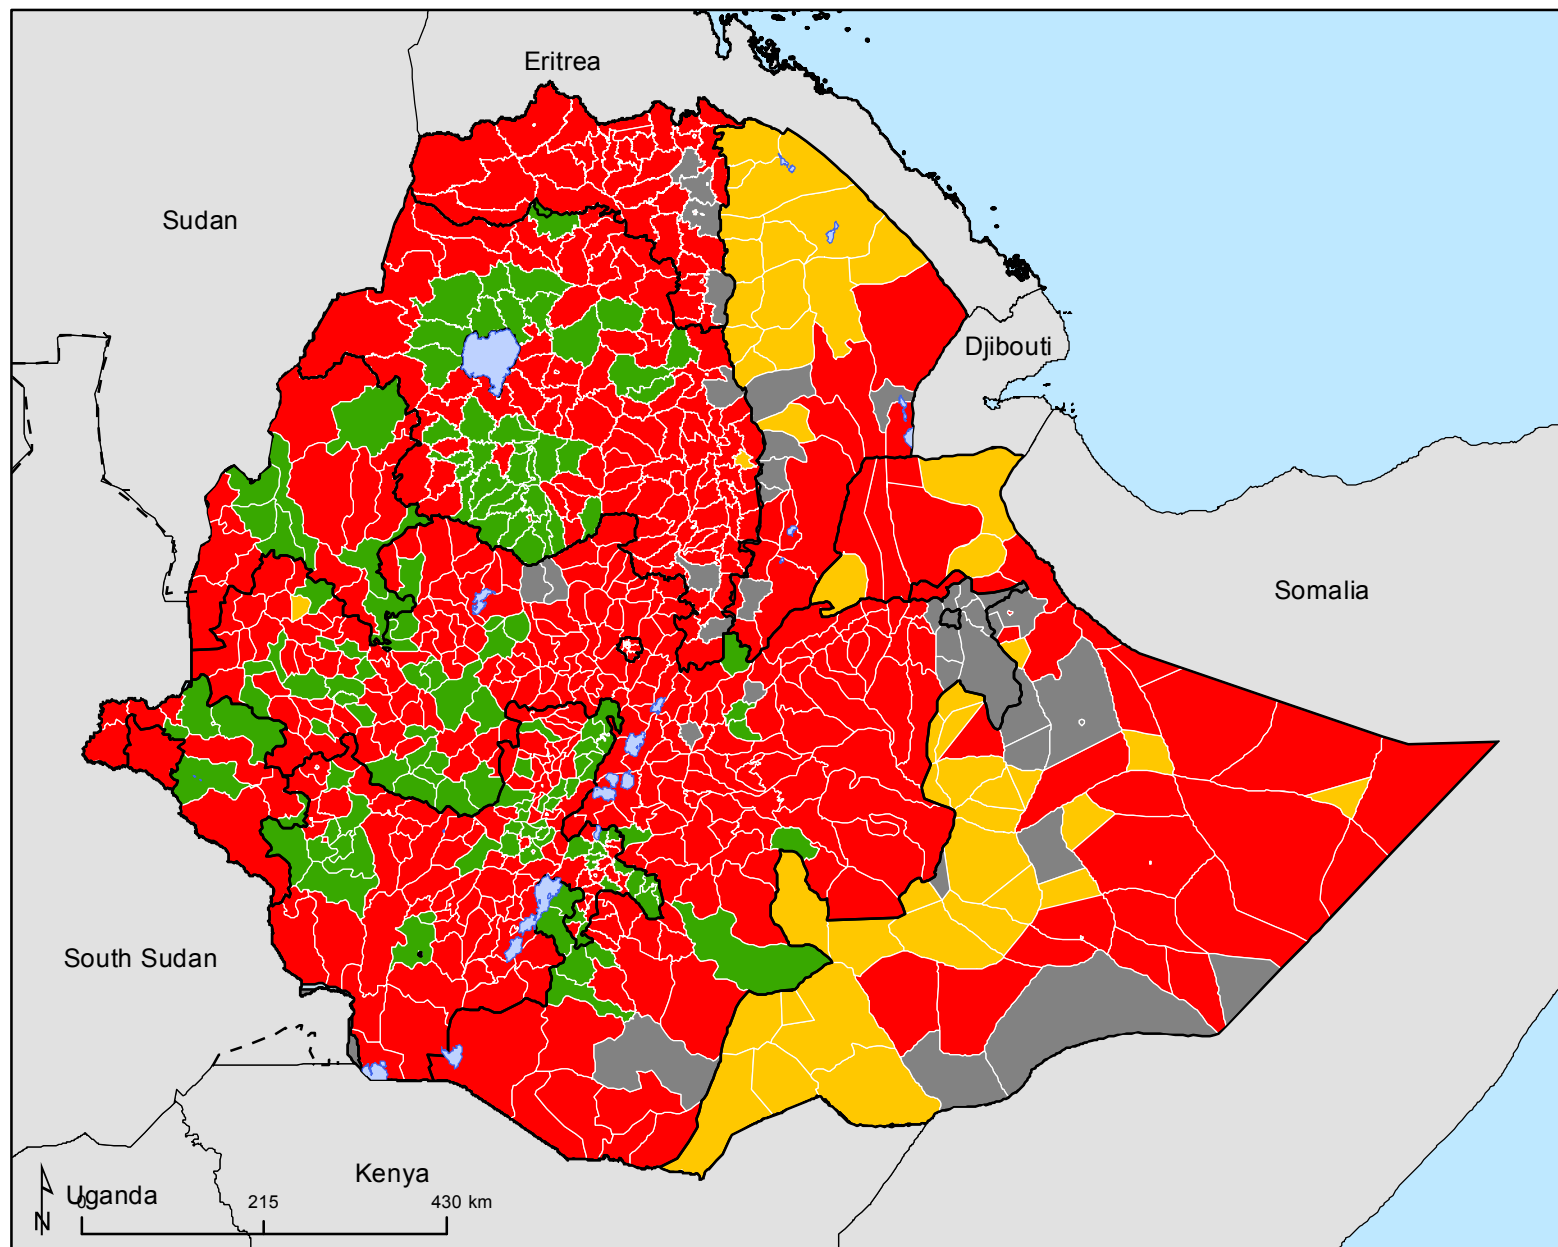 Eritrea
Sudan
Djibouti
Somalia
South Sudan
Kenya
Uganda
0 215 430 km
N